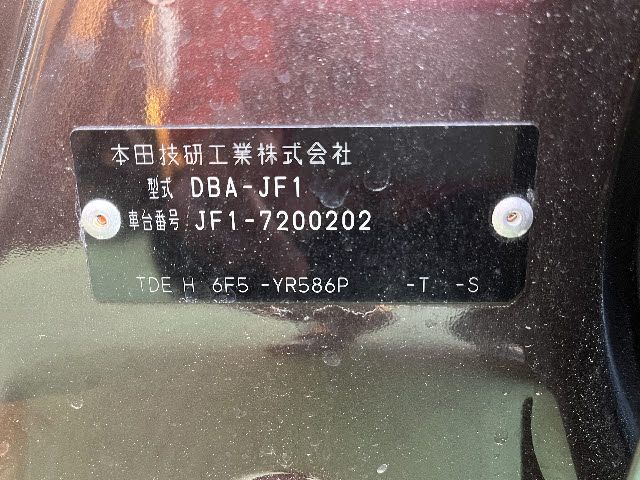 本田技研工業株式会社
型式 DBA-JF1
車台番号 JF1-7200202
TDE H 6F5 -YR586P -T -S